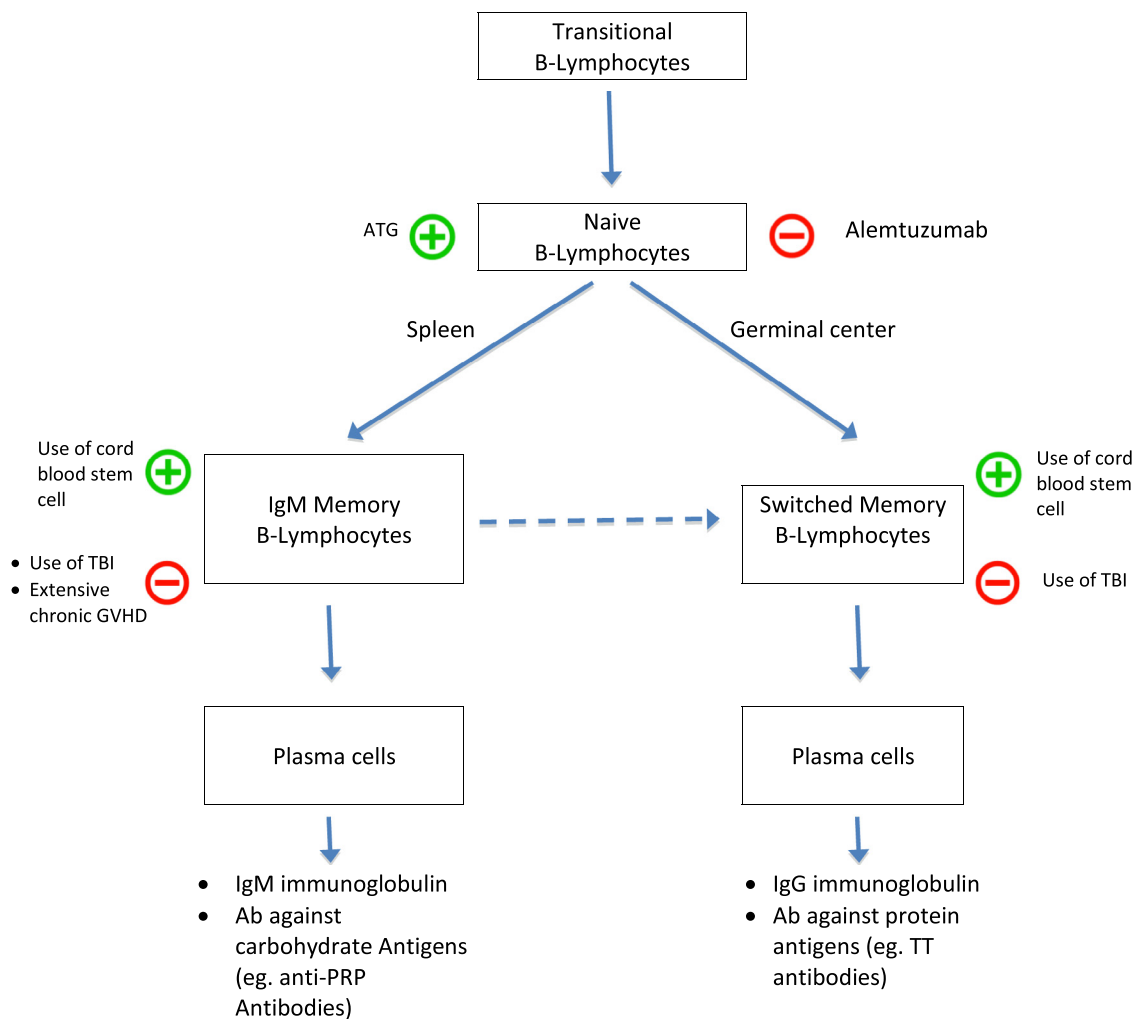 Transitional
B-Lymphocytes
ATG
Naive
B-Lymphocytes
Alemtuzumab
Spleen
Germinal center
Use of cord
blood stem
cell
• Use of TBI
• Extensive
chronic GVHD
IgM Memory
B-Lymphocytes
Switched Memory
B-Lymphocytes
Use of cord
blood stem
cell
Use of TBI
Plasma cells
Plasma cells
• IgM immunoglobulin
• Ab against
carbohydrate Antigens
(eg. anti-PRP
Antibodies)
• IgG immunoglobulin
• Ab against protein
antigens (eg. TT
antibodies)